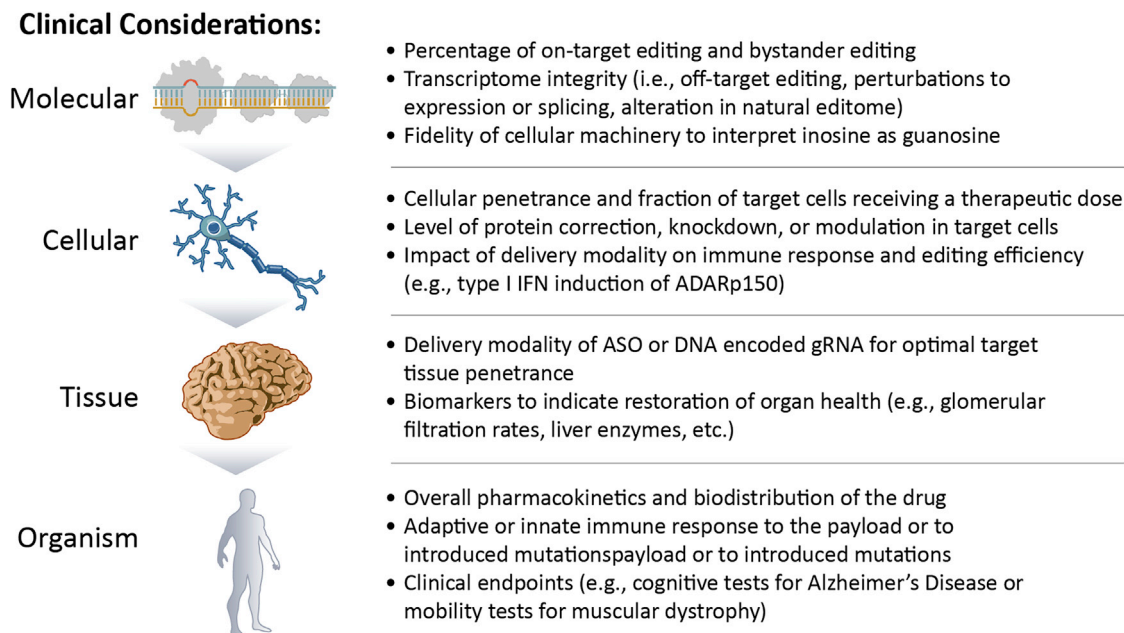 Clinical Considerations:
Molecular
• Percentage of on-target editing and bystander editing
• Transcriptome integrity (i.e., off-target editing, perturbations to
expression or splicing, alteration in natural editome)
• Fidelity of cellular machinery to interpret inosine as guanosine
Cellular
• Cellular penetrance and fraction of target cells receiving a therapeutic dose
• Level of protein correction, knockdown, or modulation in target cells
• Impact of delivery modality on immune response and editing efficiency
(e.g., type I IFN induction of ADARp150)
Tissue
• Delivery modality of ASO or DNA encoded gRNA for optimal target
tissue penetrance
• Biomarkers to indicate restoration of organ health (e.g., glomerular
filtration rates, liver enzymes, etc.)
Organism
• Overall pharmacokinetics and biodistribution of the drug
• Adaptive or innate immune response to the payload or to
introduced mutationspayload or to introduced mutations
• Clinical endpoints (e.g., cognitive tests for Alzheimer’s Disease or
mobility tests for muscular dystrophy)